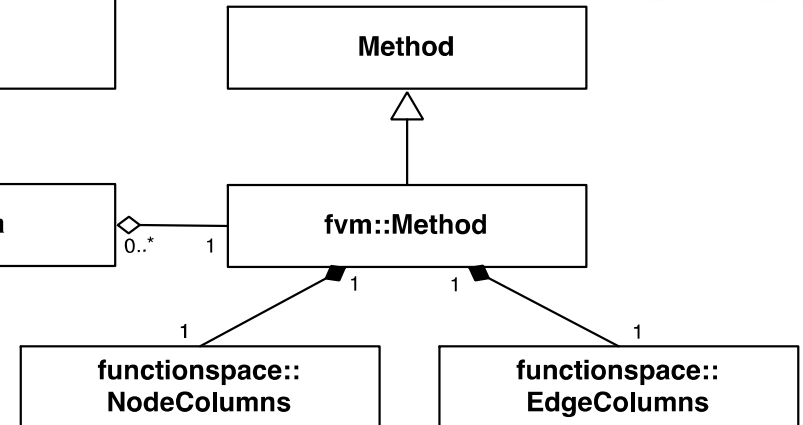 Method
fvm::Method
0..*
1
1
1
1
1
functionspace::
NodeColumns
functionspace::
EdgeColumns